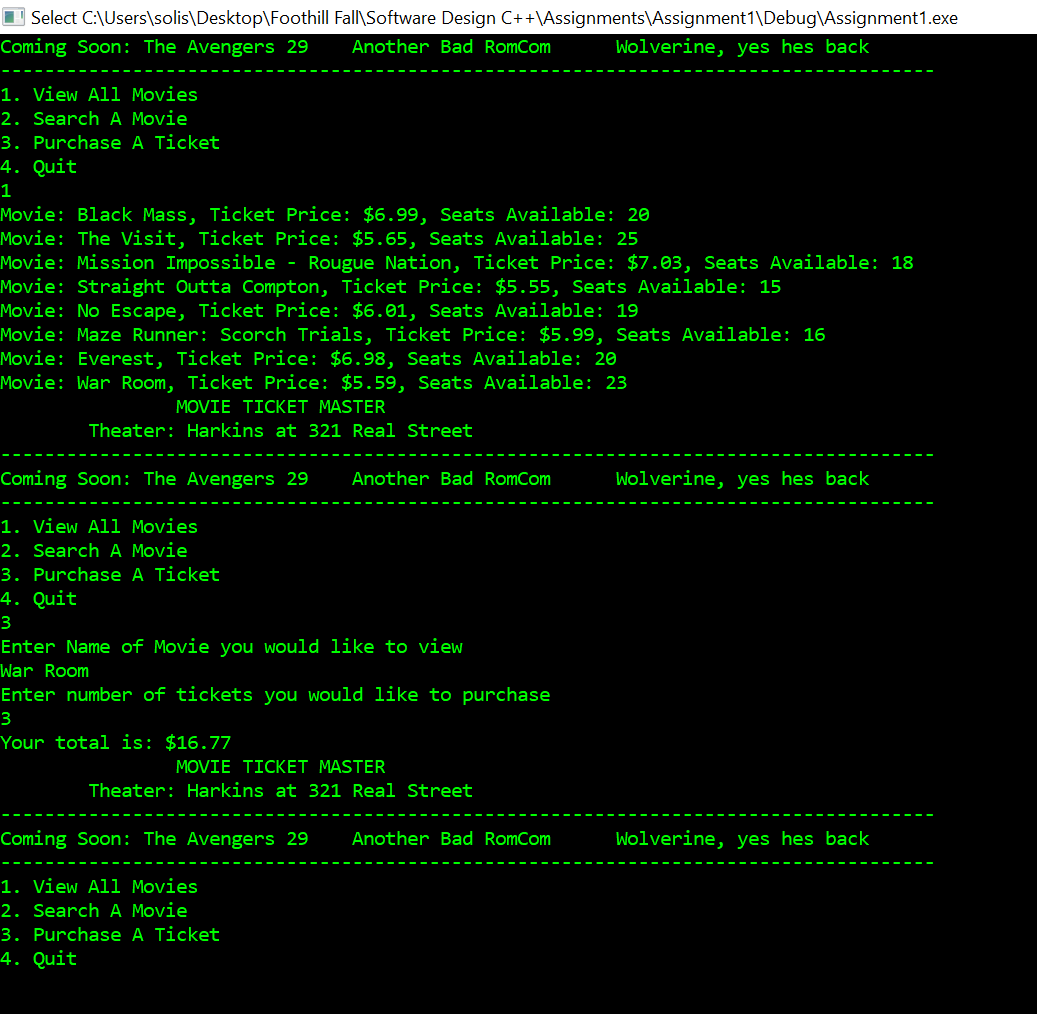 Select C:\Users\solis\Desktop\Foothill Fall\Software Design C++\Assignments\Assignment1\Debug\Assignment1.exe
Coming Soon: The Avengers 29    Another Bad RomCom      Wolverine, yes hes back
-------------------------------------------------------------------------------------
1. View All Movies
2. Search A Movie
3. Purchase A Ticket
4. Quit
1
Movie: Black Mass, Ticket Price: $6.99, Seats Available: 20
Movie: The Visit, Ticket Price: $5.65, Seats Available: 25
Movie: Mission Impossible - Rougue Nation, Ticket Price: $7.03, Seats Available: 18
Movie: Straight Outta Compton, Ticket Price: $5.55, Seats Available: 15
Movie: No Escape, Ticket Price: $6.01, Seats Available: 19
Movie: Maze Runner: Scorch Trials, Ticket Price: $5.99, Seats Available: 16
Movie: Everest, Ticket Price: $6.98, Seats Available: 20
Movie: War Room, Ticket Price: $5.59, Seats Available: 23
                MOVIE TICKET MASTER
        Theater: Harkins at 321 Real Street
-------------------------------------------------------------------------------------
Coming Soon: The Avengers 29    Another Bad RomCom      Wolverine, yes hes back
-------------------------------------------------------------------------------------
1. View All Movies
2. Search A Movie
3. Purchase A Ticket
4. Quit
3
Enter Name of Movie you would like to view
War Room
Enter number of tickets you would like to purchase
3
Your total is: $16.77
                MOVIE TICKET MASTER
        Theater: Harkins at 321 Real Street
-------------------------------------------------------------------------------------
Coming Soon: The Avengers 29    Another Bad RomCom      Wolverine, yes hes back
-------------------------------------------------------------------------------------
1. View All Movies
2. Search A Movie
3. Purchase A Ticket
4. Quit